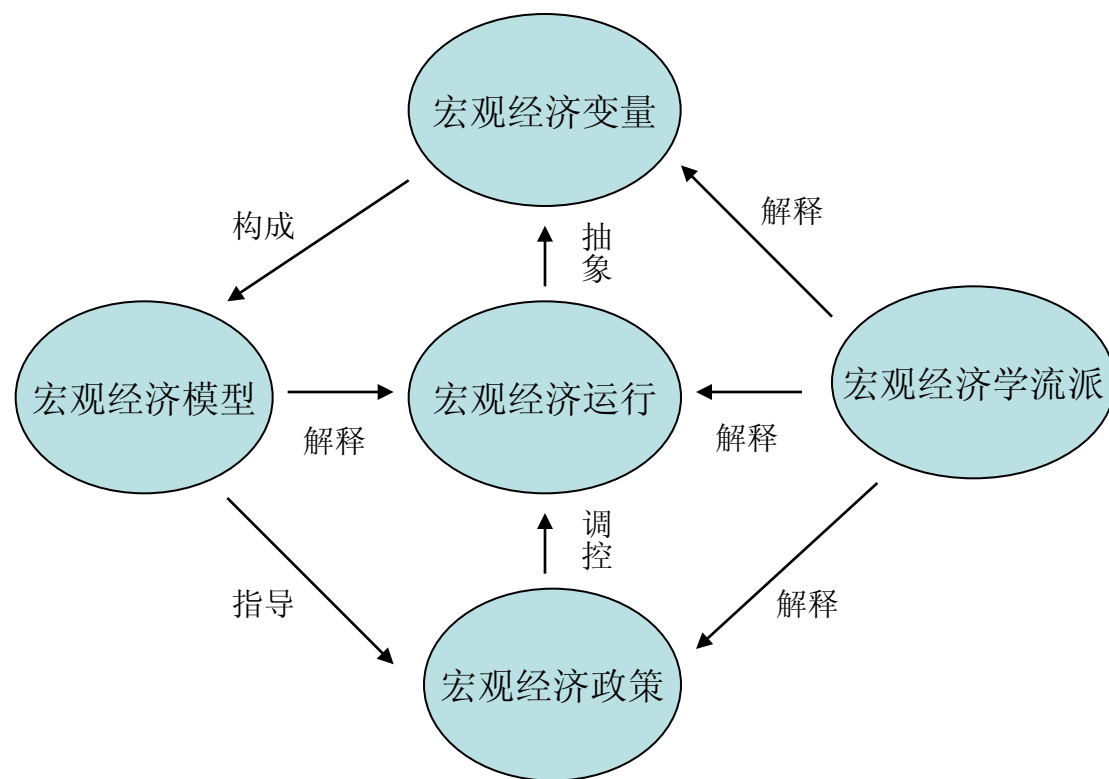 宏观经济变量
构成
抽
象
解释
宏观经济模型
解释
宏观经济运行
解释
宏观经济学流派
指导
调
控
解释
宏观经济政策